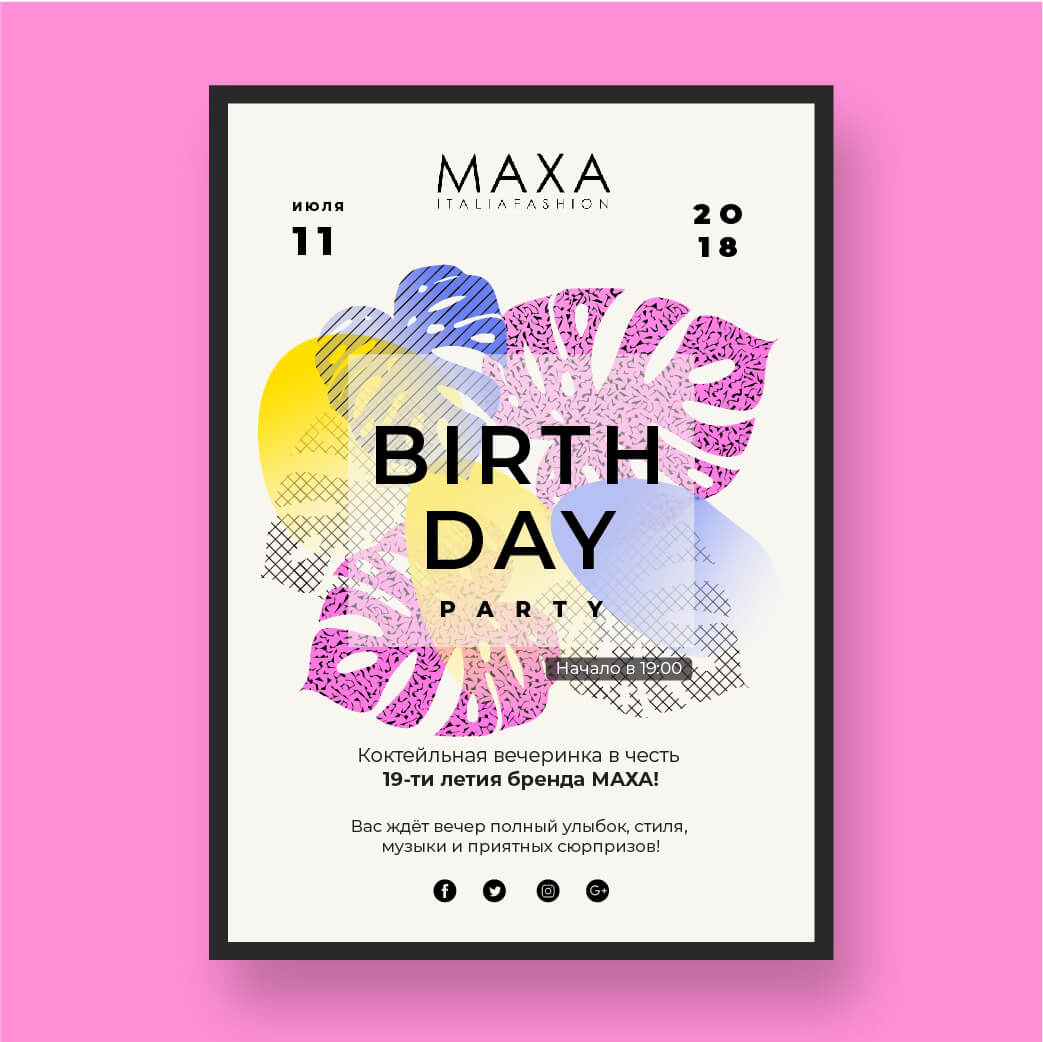 MAXA
ITALIAFASHION
ИЮЛЯ
11
20
18
BIRTH
DAY
PARTY
Начало в 19:00
Коктейльная вечеринка в честь
19-ти летия бренда МАХА!
Вас ждёт вечер полный улыбок, стиля,
музыки и приятных сюрпризов!